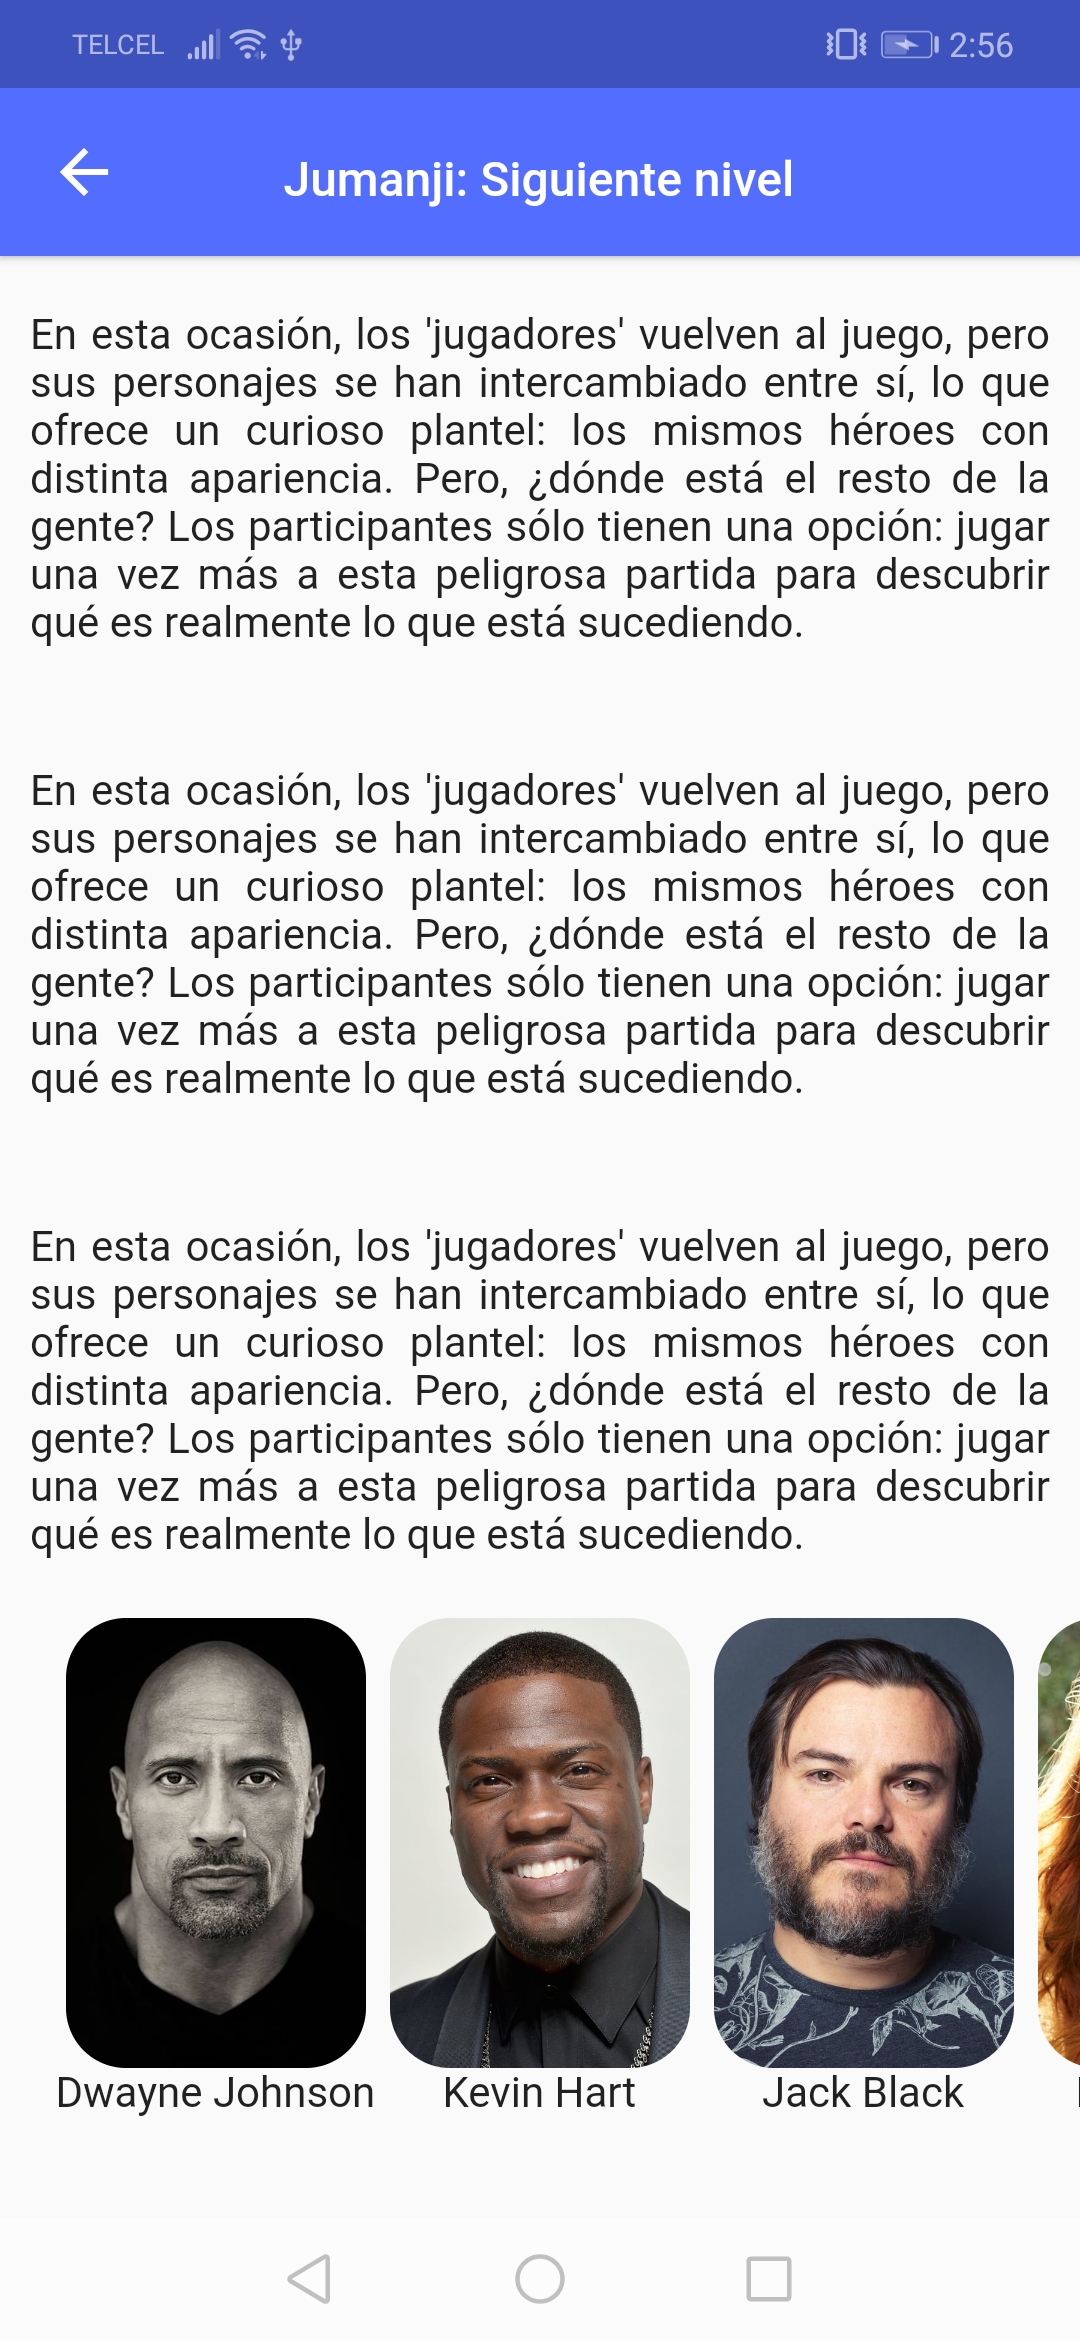 TELCEL 2:56
Jumanji: Siguiente nivel
En esta ocasión, los 'jugadores' vuelven al juego, pero
sus personajes se han intercambiado entre sí, lo que
ofrece un curioso plantel: los mismos héroes con
distinta apariencia. Pero, ¿dónde está el resto de la
gente? Los participantes sólo tienen una opción: jugar
una vez más a esta peligrosa partida para descubrir
qué es realmente lo que está sucediendo.
En esta ocasión, los 'jugadores' vuelven al juego, pero
sus personajes se han intercambiado entre sí, lo que
ofrece un curioso plantel: los mismos héroes con
distinta apariencia. Pero, ¿dónde está el resto de la
gente? Los participantes sólo tienen una opción: jugar
una vez más a esta peligrosa partida para descubrir
qué es realmente lo que está sucediendo.
En esta ocasión, los 'jugadores' vuelven al juego, pero
sus personajes se han intercambiado entre sí, lo que
ofrece un curioso plantel: los mismos héroes con
distinta apariencia. Pero, ¿dónde está el resto de la
gente? Los participantes sólo tienen una opción: jugar
una vez más a esta peligrosa partida para descubrir
qué es realmente lo que está sucediendo.
Dwayne Johnson Kevin Hart Jack Black